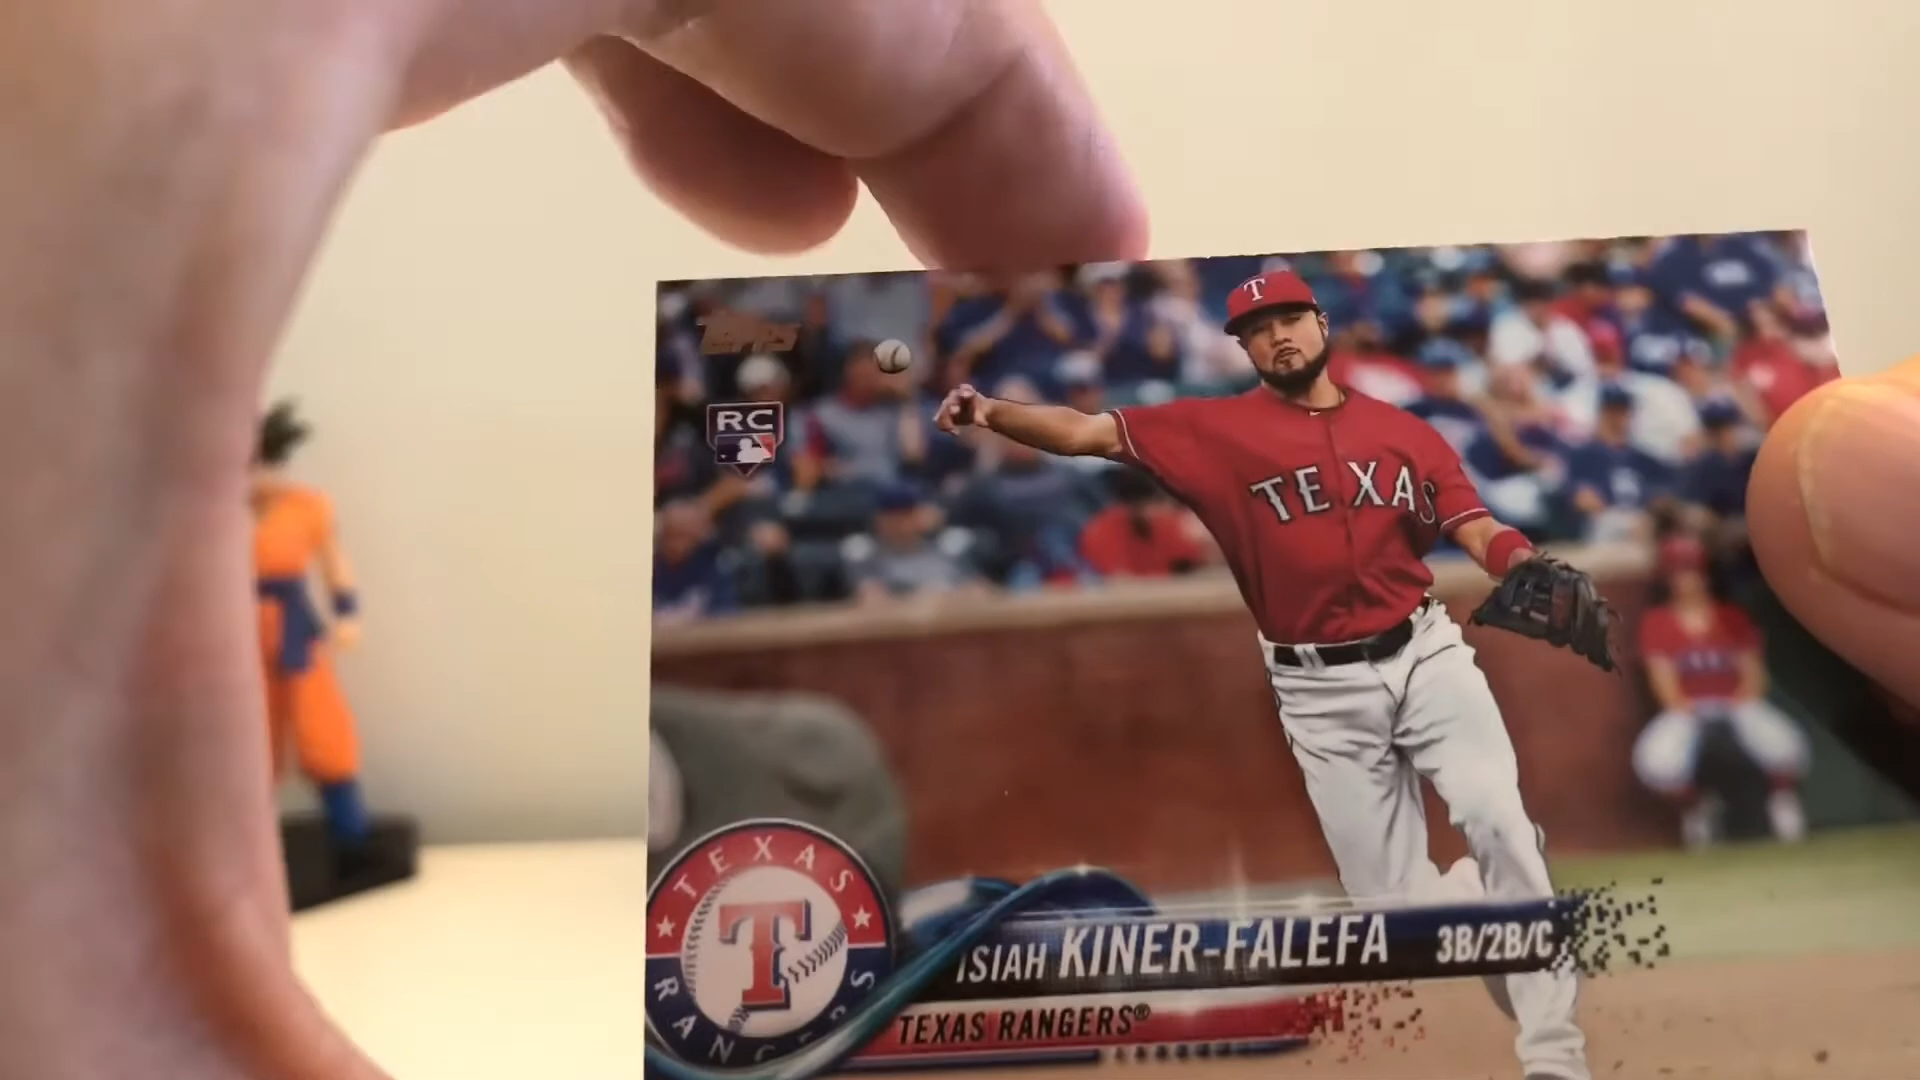 Topps
RC
T
TEXAS
TEXAS
T
RANGERS
ISIAH KINER-FALEFA 3B/2B/C
TEXAS RANGERS®